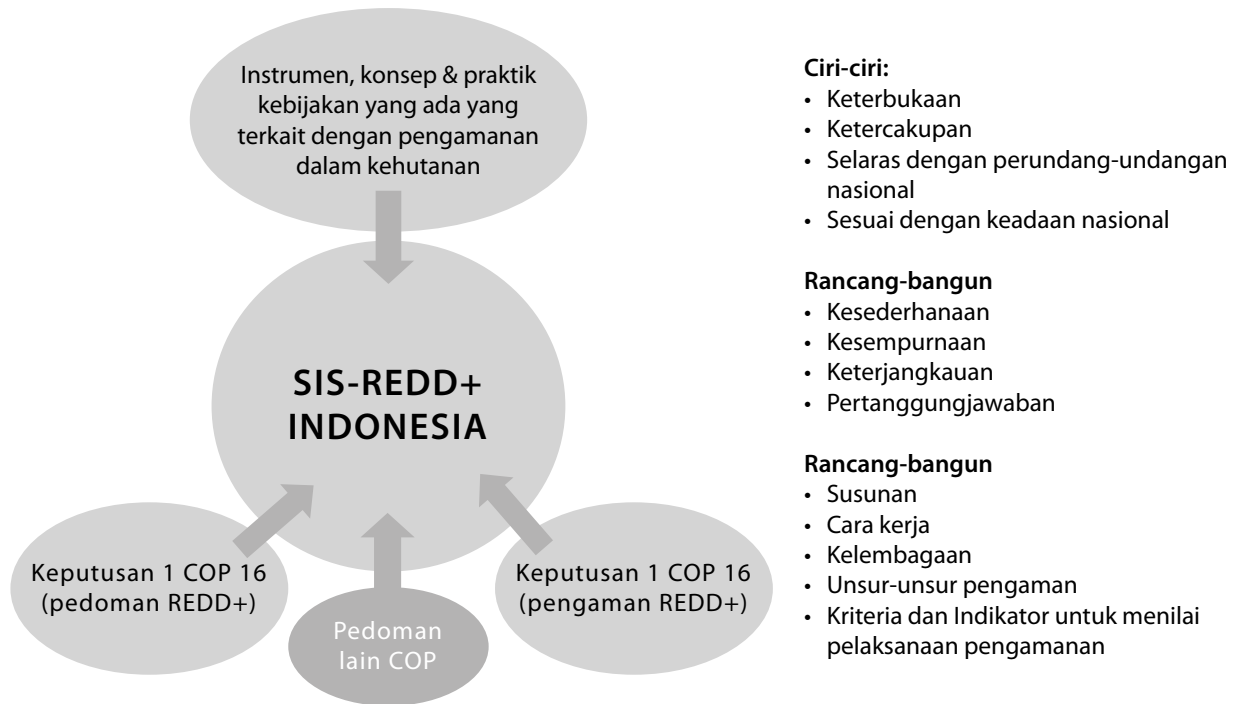 Instrumen, konsep & praktik
kebijakan yang ada yang
terkait dengan pengamanan
dalam kehutanan
SIS-REDD+
INDONESIA
Keputusan 1 COP 16
(pedoman REDD+)
Pedoman
lain COP
Keputusan 1 COP 16
(pengaman REDD+)
Ciri-ciri:
• Keterbukaan
• Ketercakupan
• Selaras dengan perundang-undangan
nasional
• Sesuai dengan keadaan nasional
Rancang-bangun
• Kesederhanaan
• Kesempurnaan
• Keterjangkauan
• Pertanggungjawaban
Rancang-bangun
• Susunan
• Cara kerja
• Kelembagaan
• Unsur-unsur pengaman
• Kriteria dan Indikator untuk menilai
pelaksanaan pengamanan